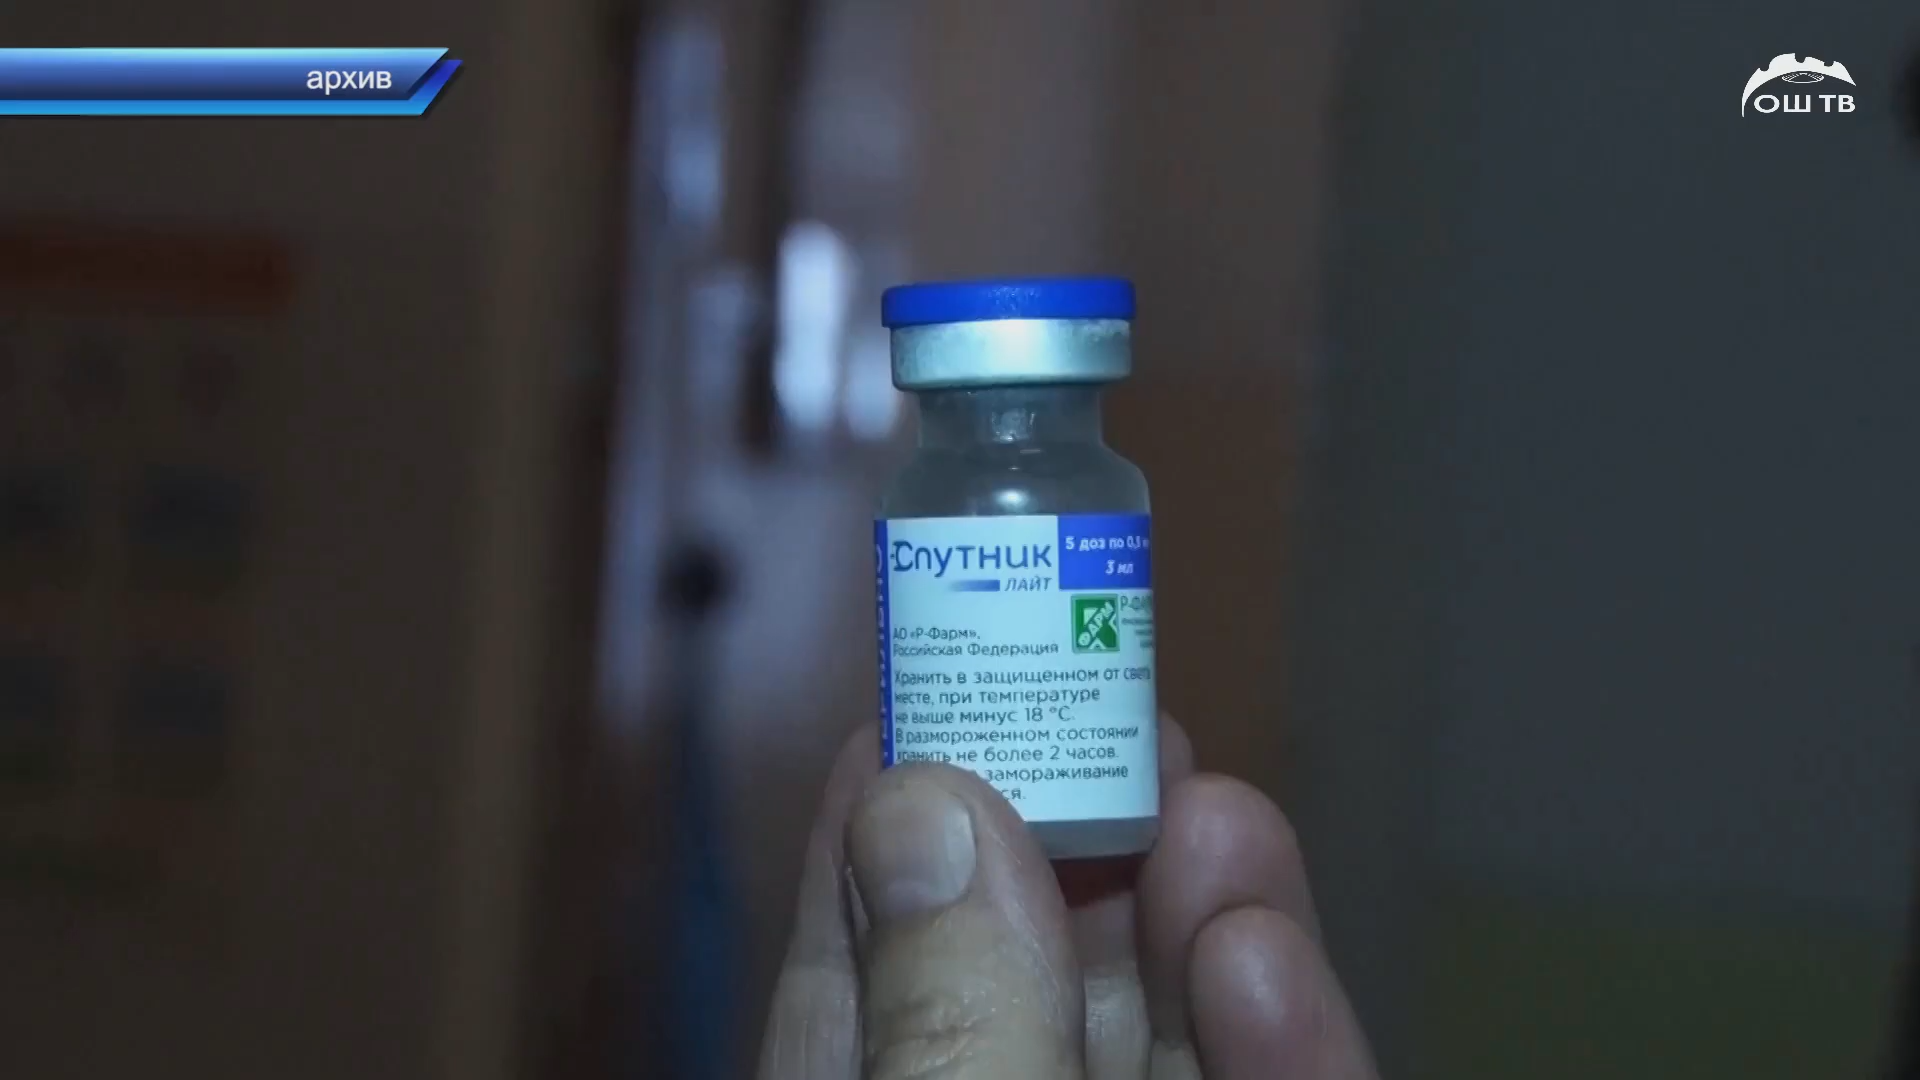 архив
ОШ ТВ
Спутник
ЛАЙТ
5 доз по 0,5
3 мл
ФАРМ
АО «Р-Фарм»,
Российская Федерация
Хранить в защищенном от света
месте, при температуре
не выше минус 18 °C.
В размороженном состоянии
хранить не более 2 часов.
замораживание